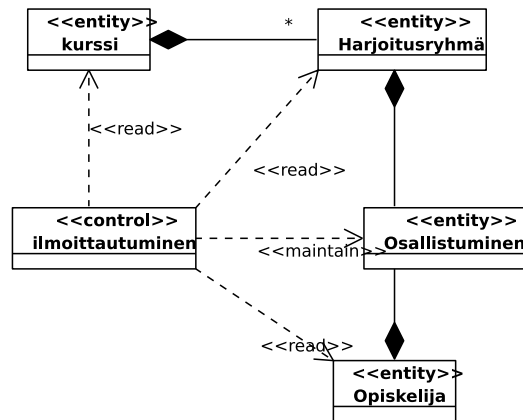 <<entity>>
kurssi
*
<<entity>>
Harjoitusryhmä
<<read>>
<<read>>
<<control>>
ilmoittautuminen
<<maintain>>
<<entity>>
Osallistuminen
<<read>>
<<entity>>
Opiskelija